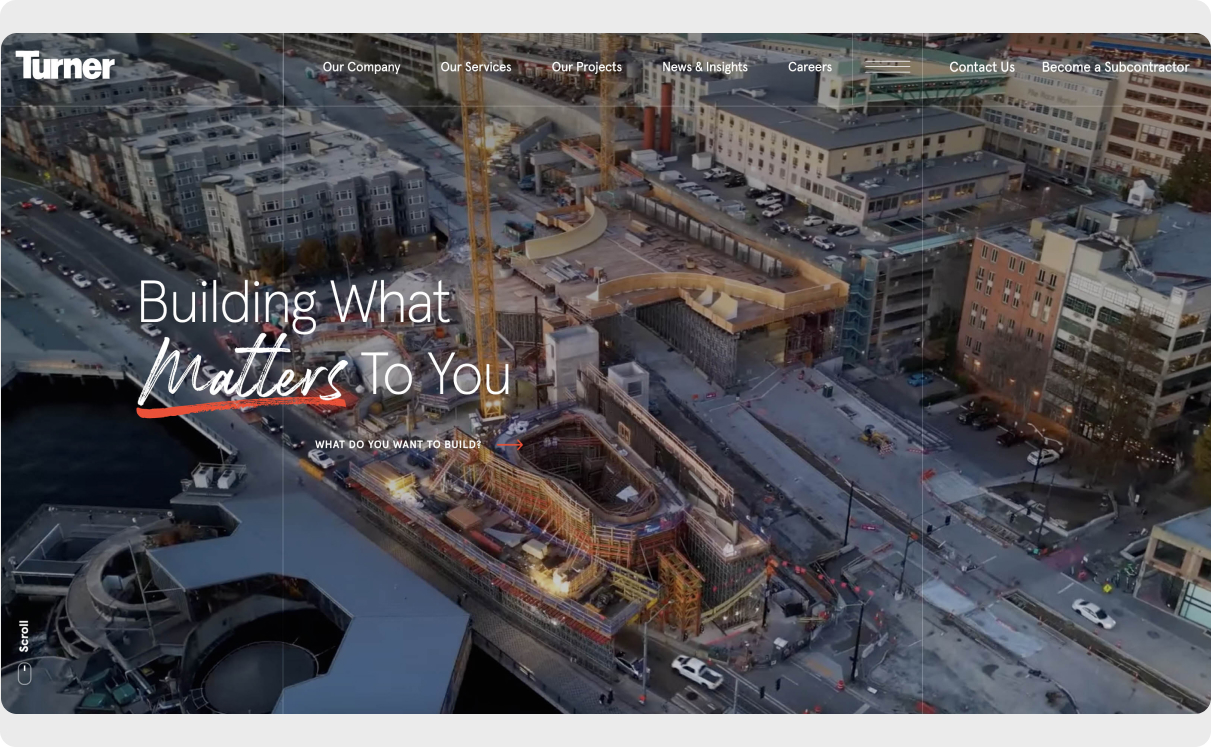 Turner
Our Company
Our Services
Our Projects
News & Insights
Careers
Contact Us
Become a Subcontractor
Building What
Matters To You
WHAT DO YOU WANT TO BUILD?
Scroll